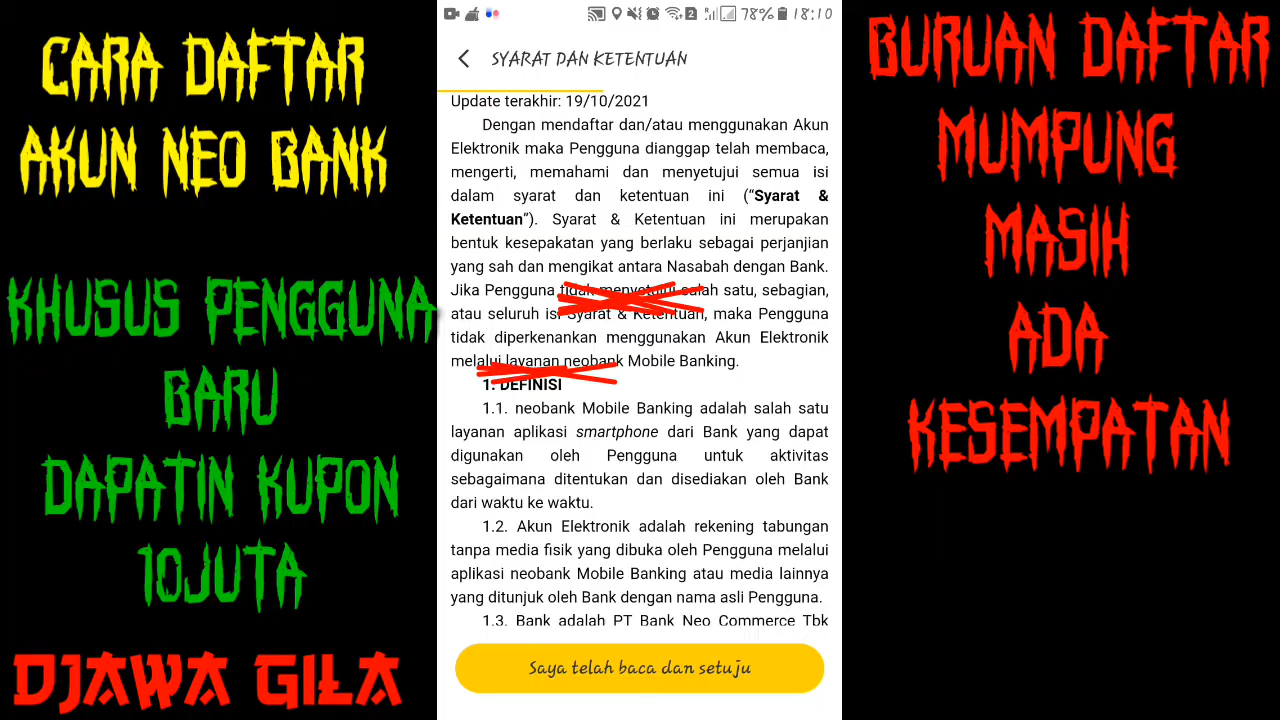 CARA DAFTAR
AKUN NEO BANK
KHUSUS PENGGUNA
BARU
DAPATIN KUPON
10JUTA
DJAWA GILA
2 78% 18:10
SYARAT DAN KETENTUAN
Update terakhir: 19/10/2021
Dengan mendaftar dan/atau menggunakan Akun
Elektronik maka Pengguna dianggap telah membaca,
mengerti, memahami dan menyetujui semua isi
dalam syarat dan ketentuan ini (“Syarat &
Ketentuan”). Syarat & Ketentuan ini merupakan
bentuk kesepakatan yang berlaku sebagai perjanjian
yang sah dan mengikat antara Nasabah dengan Bank.
Jika Pengguna tidak menyetujui salah satu, sebagian,
atau seluruh isi Syarat & Ketentuan, maka Pengguna
tidak diperkenankan menggunakan Akun Elektronik
melalui layanan neobank Mobile Banking.
1. DEFINISI
1.1. neobank Mobile Banking adalah salah satu
layanan aplikasi smartphone dari Bank yang dapat
digunakan oleh Pengguna untuk aktivitas
sebagaimana ditentukan dan disediakan oleh Bank
dari waktu ke waktu.
1.2. Akun Elektronik adalah rekening tabungan
tanpa media fisik yang dibuka oleh Pengguna melalui
aplikasi neobank Mobile Banking atau media lainnya
yang ditunjuk oleh Bank dengan nama asli Pengguna.
1.3. Bank adalah PT Bank Neo Commerce Tbk
Saya telah baca dan setuju
BURUAN DAFTAR
MUMPUNG
MASIH
ADA
KESEMPATAN